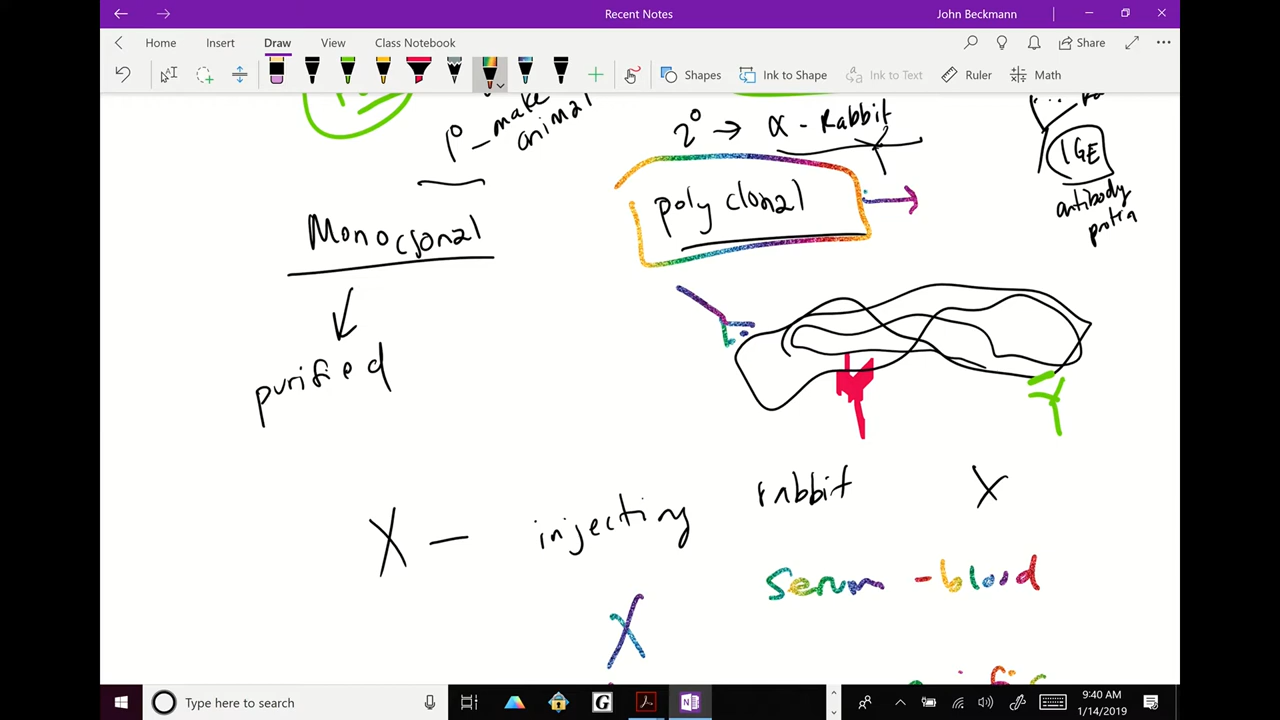 Recent Notes
John Beckmann
Home Insert Draw View Class Notebook
Share
Shapes
Ink to Shape
Ink to Text
Ruler
Math
1° - make
animal
2° → α - Rabbit
IGE
antibody
Monoclonal
poly clonal
purified
X - injecting rabbit X
serum - blood
X
Type here to search
9:40 AM
1/14/2019